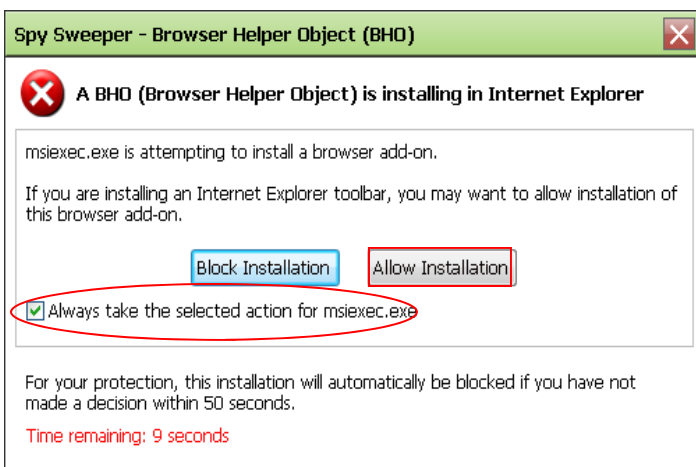 Spy Sweeper - Browser Helper Object (BHO)
A BHO (Browser Helper Object) is installing in Internet Explorer
msiexec.exe is attempting to install a browser add-on.
If you are installing an Internet Explorer toolbar, you may want to allow installation of
this browser add-on.
Block Installation Allow Installation
Always take the selected action for msiexec.exe
For your protection, this installation will automatically be blocked if you have not
made a decision within 50 seconds.
Time remaining: 9 seconds